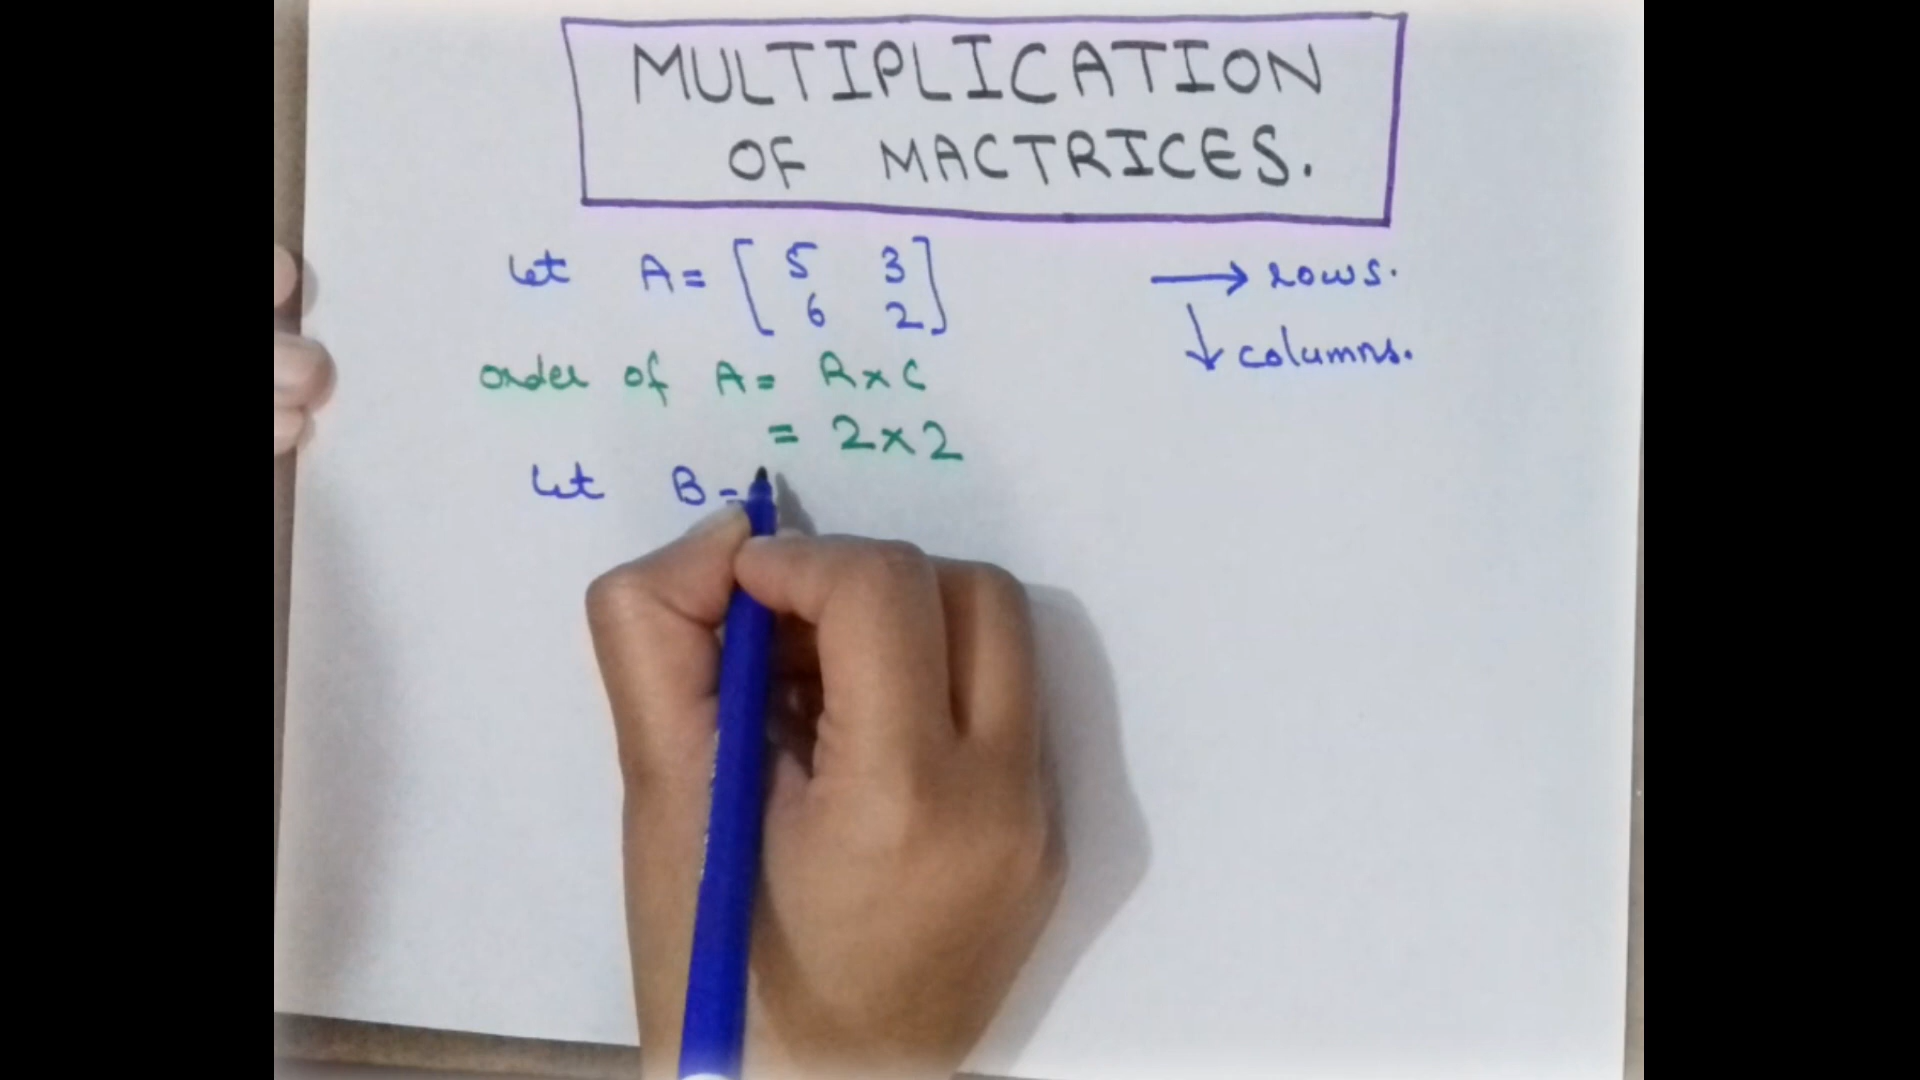 MULTIPLICATION
OF MACTRICES.
Let A = [ 5 3
6 2 ]
→ rows.
↓ columns.
order of A = R x C
= 2 x 2
Let B =